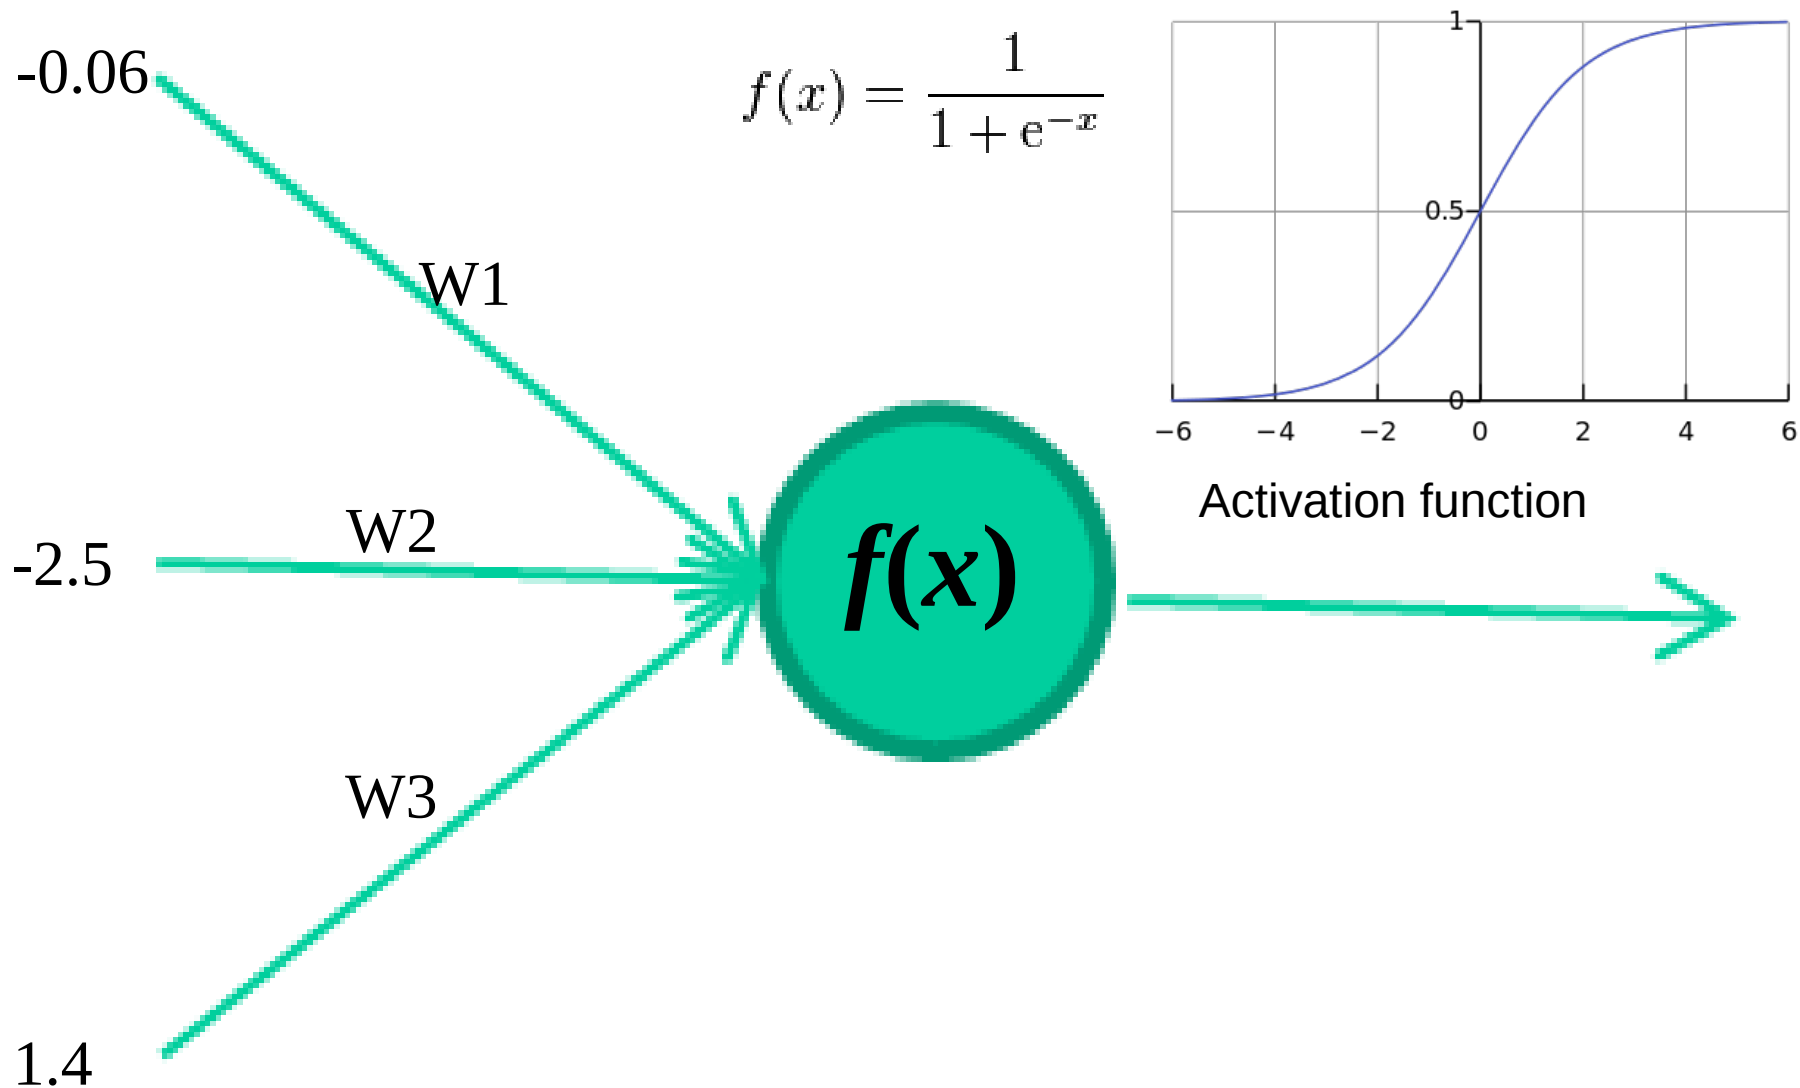 -0.06
W1
W2
-2.5
W3
1.4
f(x)
f(x) = 1 / (1 + e^{-x})
1
0.5
0
−6 −4 −2 0 2 4 6
Activation function